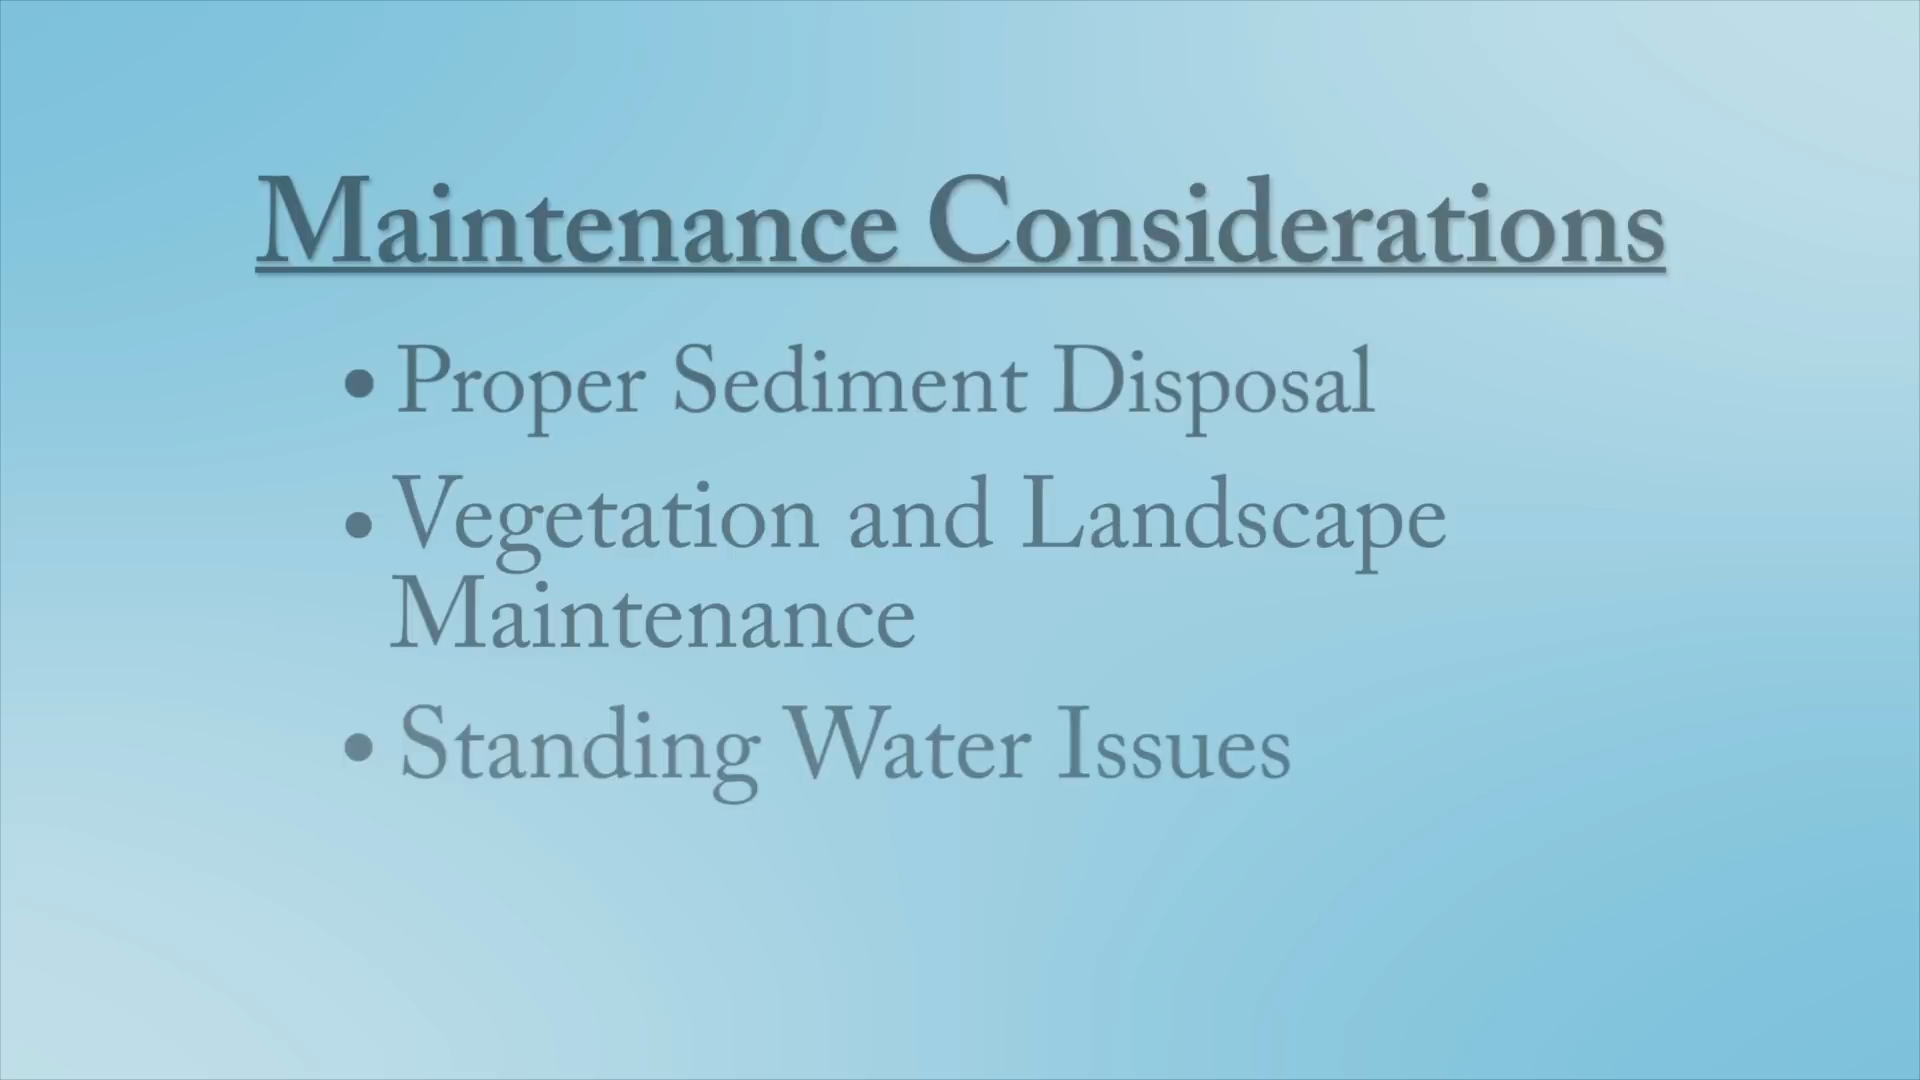 Maintenance Considerations
• Proper Sediment Disposal
• Vegetation and Landscape
Maintenance
• Standing Water Issues